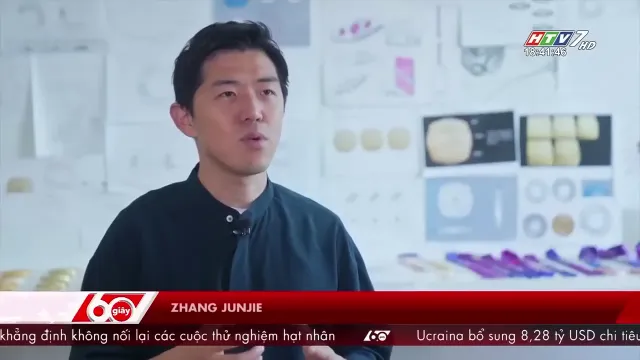 HTV7 HD
18:41:46
60 giây
ZHANG JUNJIE
khẳng định không nối lại các cuộc thử nghiệm hạt nhân 60 Ucraina bổ sung 8,28 tỷ USD chi tiêu